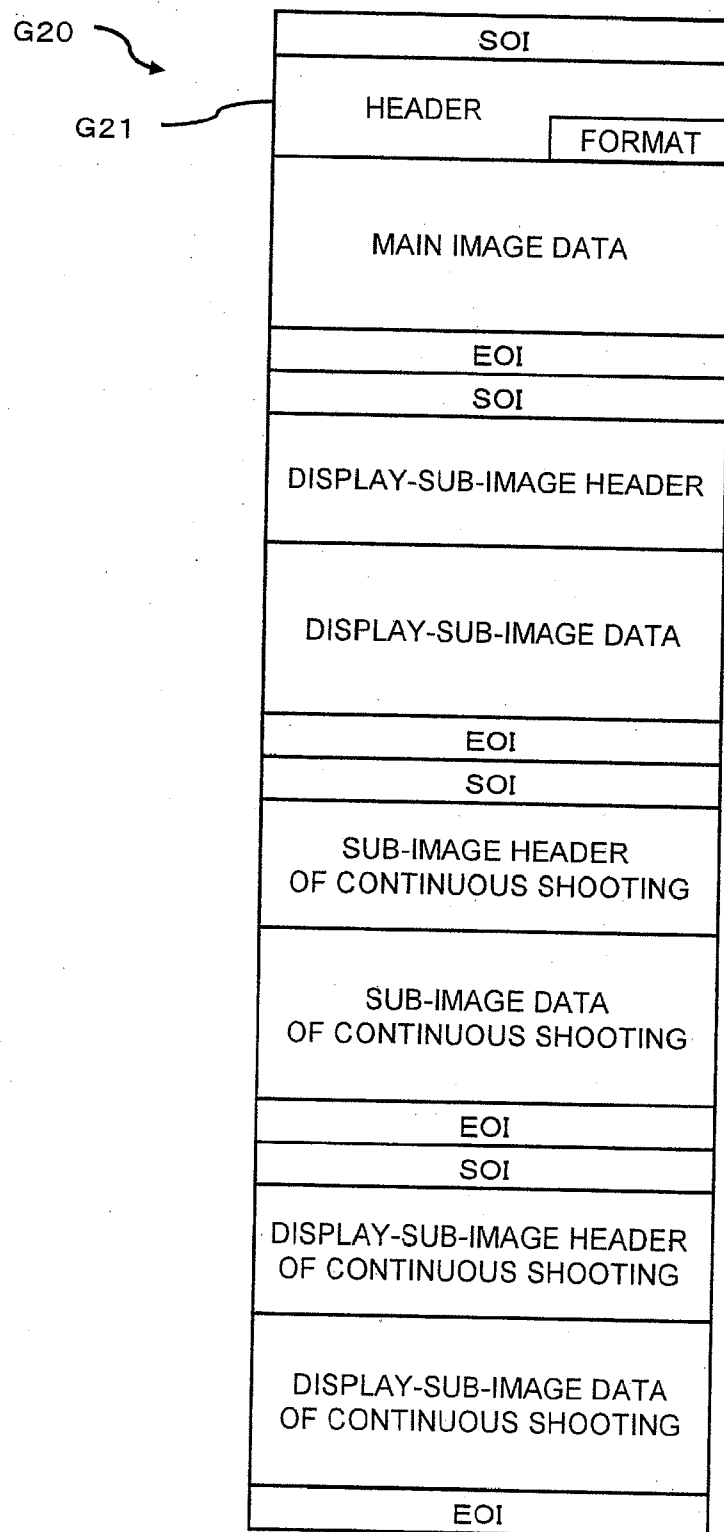 G20
SOI
G21
HEADER
FORMAT
MAIN IMAGE DATA
EOI
SOI
DISPLAY-SUB-IMAGE HEADER
DISPLAY-SUB-IMAGE DATA
EOI
SOI
SUB-IMAGE HEADER
OF CONTINUOUS SHOOTING
SUB-IMAGE DATA
OF CONTINUOUS SHOOTING
EOI
SOI
DISPLAY-SUB-IMAGE HEADER
OF CONTINUOUS SHOOTING
DISPLAY-SUB-IMAGE DATA
OF CONTINUOUS SHOOTING
EOI